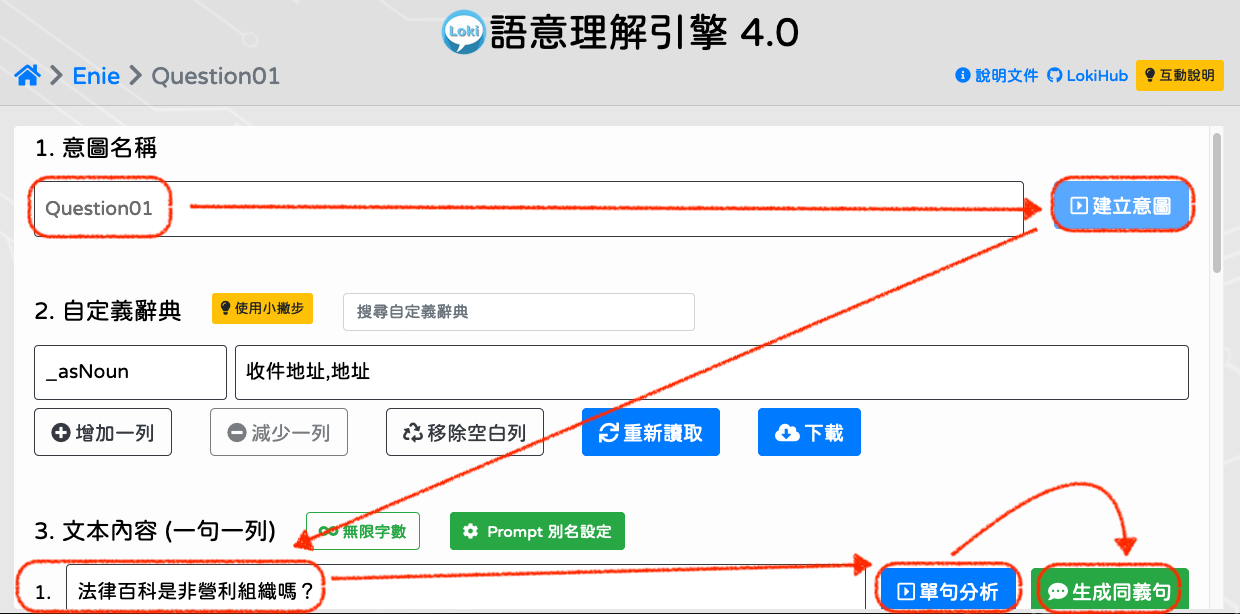 Loki 語意理解引擎 4.0
Enie Question01
說明文件 LokiHub 互動說明
1. 意圖名稱
Question01 建立意圖
2. 自定義辭典 使用小撇步 搜尋自定義辭典
_asNoun 收件地址,地址
增加一列 減少一列 移除空白列 重新讀取 下載
3. 文本內容 (一句一列) 無限字數 Prompt 別名設定
1. 法律百科是非營利組織嗎？ 單句分析 生成同義句